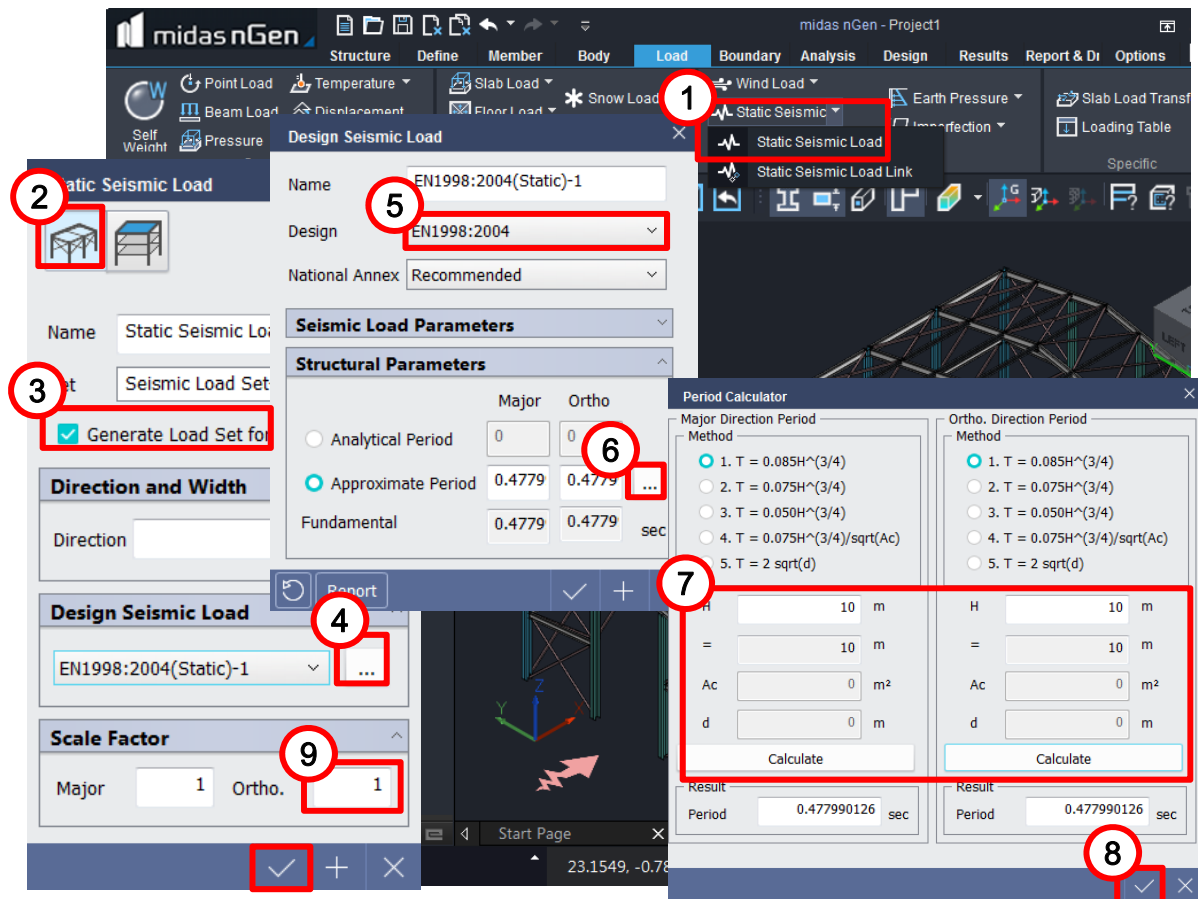 midas nGen
midas nGen - Project1
Structure Define Member Body Load Boundary Analysis Design Results Report & Dr Options
W
Self Weight
Point Load
Beam Load
Pressure
Temperature
Displacement
Slab Load
Floor Load
Snow Load
Wind Load
Static Seismic
Static Seismic Load
Static Seismic Load Link
Earth Pressure
Slab Load Transf
Loading Table
Specific
1
2
Static Seismic Load
Name Static Seismic Loa
3
Seismic Load Set
Generate Load Set for
Direction and Width
Direction
Design Seismic Load
4
EN1998:2004(Static)-1 ...
Scale Factor
9
Major 1 Ortho. 1
Design Seismic Load
Name EN1998:2004(Static)-1
5
Design EN1998:2004
National Annex Recommended
Seismic Load Parameters
Structural Parameters
Major Ortho
Analytical Period 0 0
6
Approximate Period 0.4779 0.4779 ...
Fundamental 0.4779 0.4779 sec
Report
G
LEFT
Z
Y
X
Start Page
23.1549, -0.78
Period Calculator
Major Direction Period
Method
1. T = 0.085H^(3/4)
2. T = 0.075H^(3/4)
3. T = 0.050H^(3/4)
4. T = 0.075H^(3/4)/sqrt(Ac)
5. T = 2 sqrt(d)
7
H 10 m
= 10 m
Ac 0 m²
d 0 m
Calculate
Result
Period 0.477990126 sec
Ortho. Direction Period
Method
1. T = 0.085H^(3/4)
2. T = 0.075H^(3/4)
3. T = 0.050H^(3/4)
4. T = 0.075H^(3/4)/sqrt(Ac)
5. T = 2 sqrt(d)
H 10 m
= 10 m
Ac 0 m²
d 0 m
Calculate
Result
Period 0.477990126 sec
8